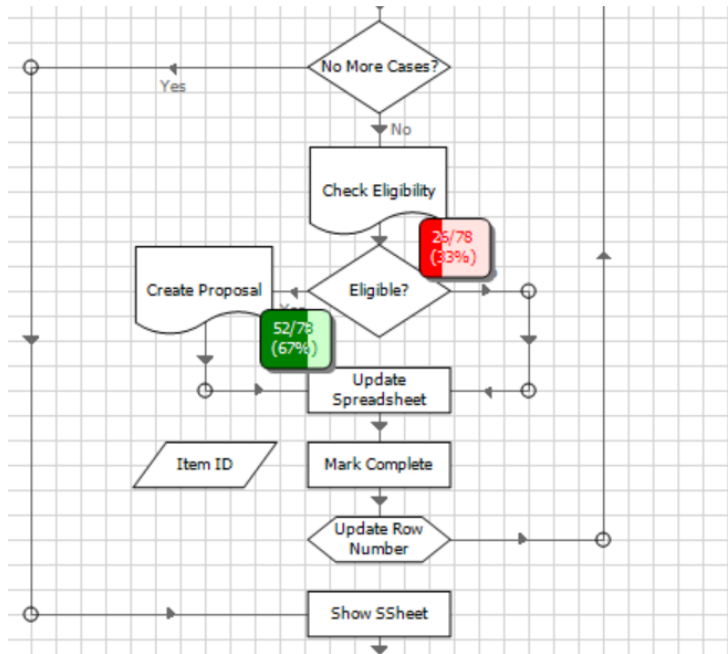 No More Cases?
Yes
No
Check Eligibility
26/78
(33%)
Create Proposal
Eligible?
Yes
52/78
(67%)
Update
Spreadsheet
Item ID
Mark Complete
Update Row
Number
Show SSheet